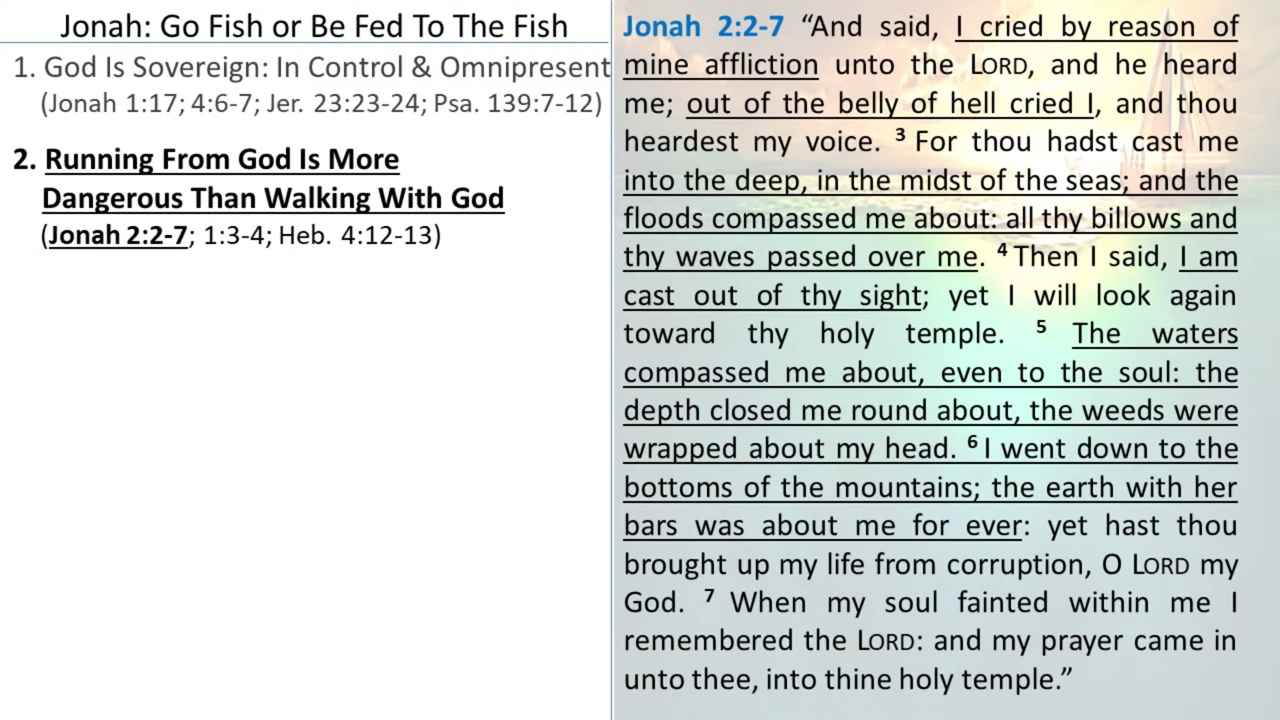 Jonah: Go Fish or Be Fed To The Fish
1. God Is Sovereign: In Control & Omnipresent
(Jonah 1:17; 4:6-7; Jer. 23:23-24; Psa. 139:7-12)
2. Running From God Is More
Dangerous Than Walking With God
(Jonah 2:2-7; 1:3-4; Heb. 4:12-13)
Jonah 2:2-7 “And said, I cried by reason of
mine affliction unto the LORD, and he heard
me; out of the belly of hell cried I, and thou
heardest my voice. 3 For thou hadst cast me
into the deep, in the midst of the seas; and the
floods compassed me about: all thy billows and
thy waves passed over me. 4 Then I said, I am
cast out of thy sight; yet I will look again
toward thy holy temple. 5 The waters
compassed me about, even to the soul: the
depth closed me round about, the weeds were
wrapped about my head. 6 I went down to the
bottoms of the mountains; the earth with her
bars was about me for ever: yet hast thou
brought up my life from corruption, O LORD my
God. 7 When my soul fainted within me I
remembered the LORD: and my prayer came in
unto thee, into thine holy temple.”